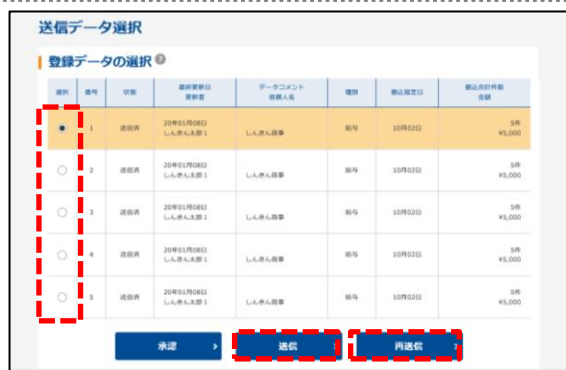 送信データ選択
登録データの選択 ?
選択 番号 状態 最終更新日 データコメント 種別 振込指定日 振込合計件数
更新者 依頼人名 金額
1 送信済 20年01月08日 給与 10月02日 5件
しんきん太郎1 しんきん商事 ¥5,000
2 送信済 20年01月08日 給与 10月02日 5件
しんきん太郎1 しんきん商事 ¥5,000
3 送信済 20年01月08日 給与 10月02日 5件
しんきん太郎1 しんきん商事 ¥5,000
4 送信済 20年01月08日 給与 10月02日 5件
しんきん太郎1 しんきん商事 ¥5,000
5 送信済 20年01月08日 給与 10月02日 5件
しんきん太郎1 しんきん商事 ¥5,000
承認 送信 再送信